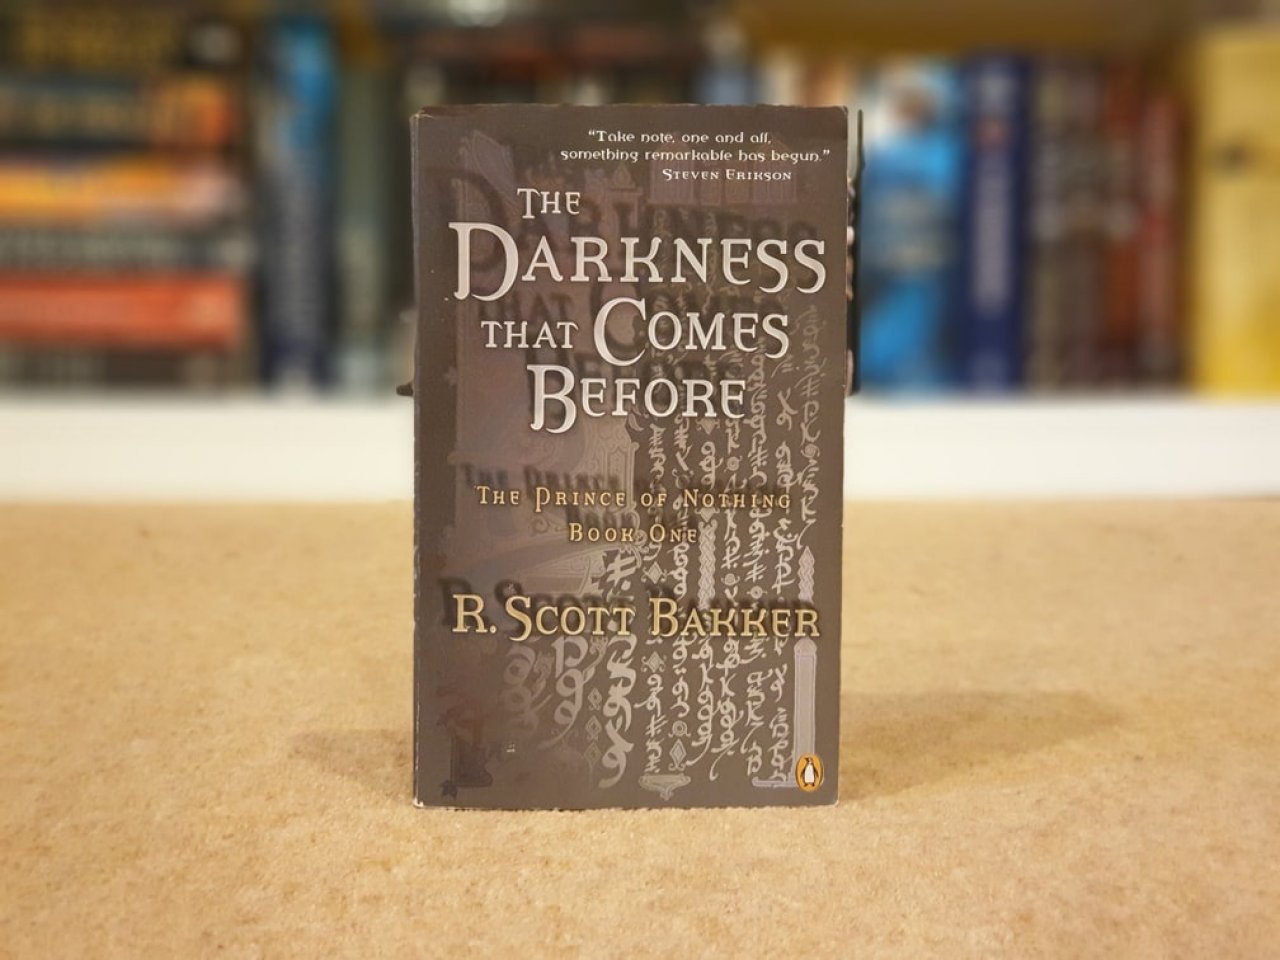 “Take note, one and all,
something remarkable has begun.”
Steven Erikson
The
Darkness
that Comes
Before
The Prince of Nothing
Book One
R. Scott Bakker